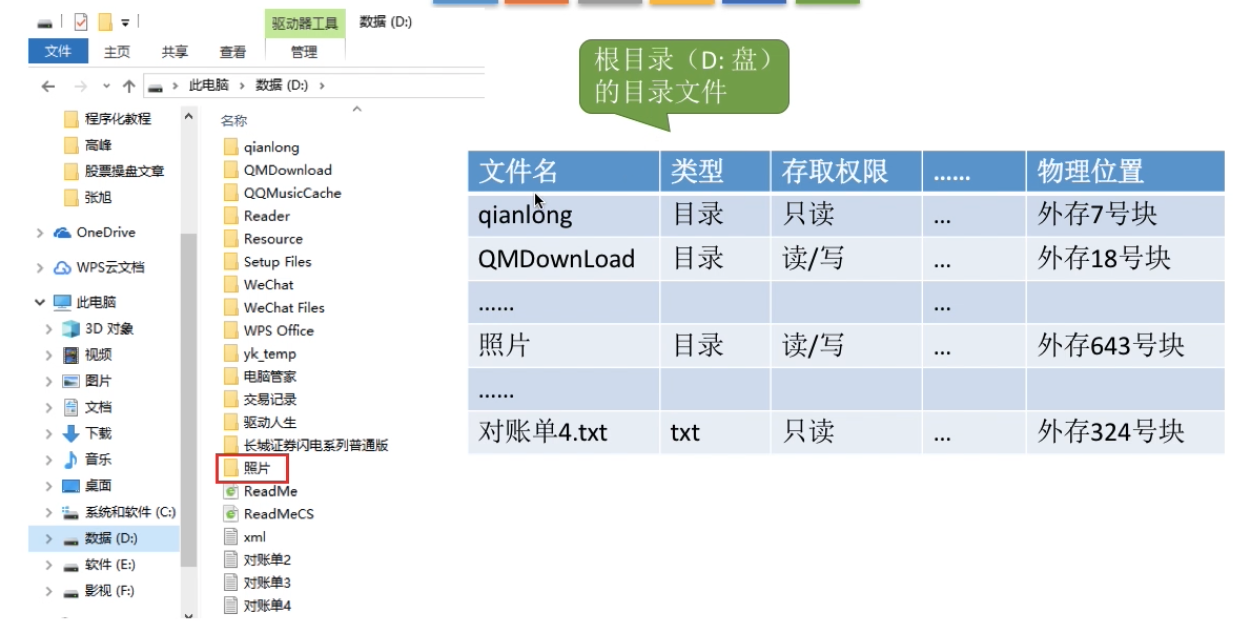 驱动器工具 数据 (D:)
文件 主页 共享 查看 管理
此电脑 › 数据 (D:) ›
程序化教程
高峰
股票操盘文章
张旭
OneDrive
WPS云文档
此电脑
3D 对象
视频
图片
文档
下载
音乐
桌面
系统和软件 (C:)
数据 (D:)
软件 (E:)
影视 (F:)
名称
qianlong
QMDownload
QQMusicCache
Reader
Resource
Setup Files
WeChat
WeChat Files
WPS Office
yk_temp
电脑管家
交易记录
驱动人生
长城证券闪电系列普通版
照片
ReadMe
ReadMeCS
xml
对账单2
对账单3
对账单4
根目录（D: 盘）
的目录文件
文件名 类型 存取权限 …… 物理位置
qianlong 目录 只读 ... 外存7号块
QMDownLoad 目录 读/写 ... 外存18号块
…… ...
照片 目录 读/写 ... 外存643号块
……
对账单4.txt txt 只读 ... 外存324号块